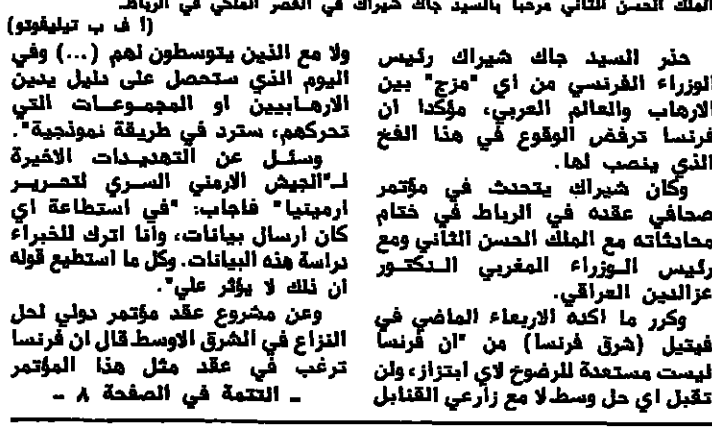 الملك الحسن الثاني مرحبا بالسيد جاك شيراك في القصر الملكي في الرباط.
(أ ف ب تيليفوتو)
حذر السيد جاك شيراك رئيس
الوزراء الفرنسي من اي "مزج" بين
الارهاب والعالم العربي، مؤكدا ان
فرنسا ترفض الوقوع في هذا الفخ
الذي ينصب لها.
وكان شيراك يتحدث في مؤتمر
صحافي عقده في الرباط في ختام
محادثاته مع الملك الحسن الثاني ومع
رئيس الـوزراء المغربي الـدكتـور
عزالدين العراقي.
وكرر ما اكده الاربعاء الماضي في
فيتيل (شرق فرنسا) من "ان فرنسا
ليست مستعدة للرضوخ لاي ابتزاز، ولن
تقبل اي حل وسط لا مع زارعي القنابل
ولا مع الذين يتوسطون لهم (...) وفي
اليوم الذي ستحصل على دليل يدين
الارهـابيين او المجمـوعـات التي
تحركهم، سترد في طريقة نموذجية".
وسئـل عن التهديـدات الاخيرة
لـ"الجيش الارمني السـري لتحـريـر
ارمينيا" فاجاب: "في استطاعة اي
كان ارسال بيانات، وانا اترك للخبراء
دراسة هذه البيانات. وكل ما استطيع قوله
ان ذلك لا يؤثر علي".
وعن مشروع عقد مؤتمر دولي لحل
النزاع في الشرق الاوسط قال ان فرنسا
ترغب في عقد مثل هذا المؤتمر
ـ التتمة في الصفحة ٨ ـ